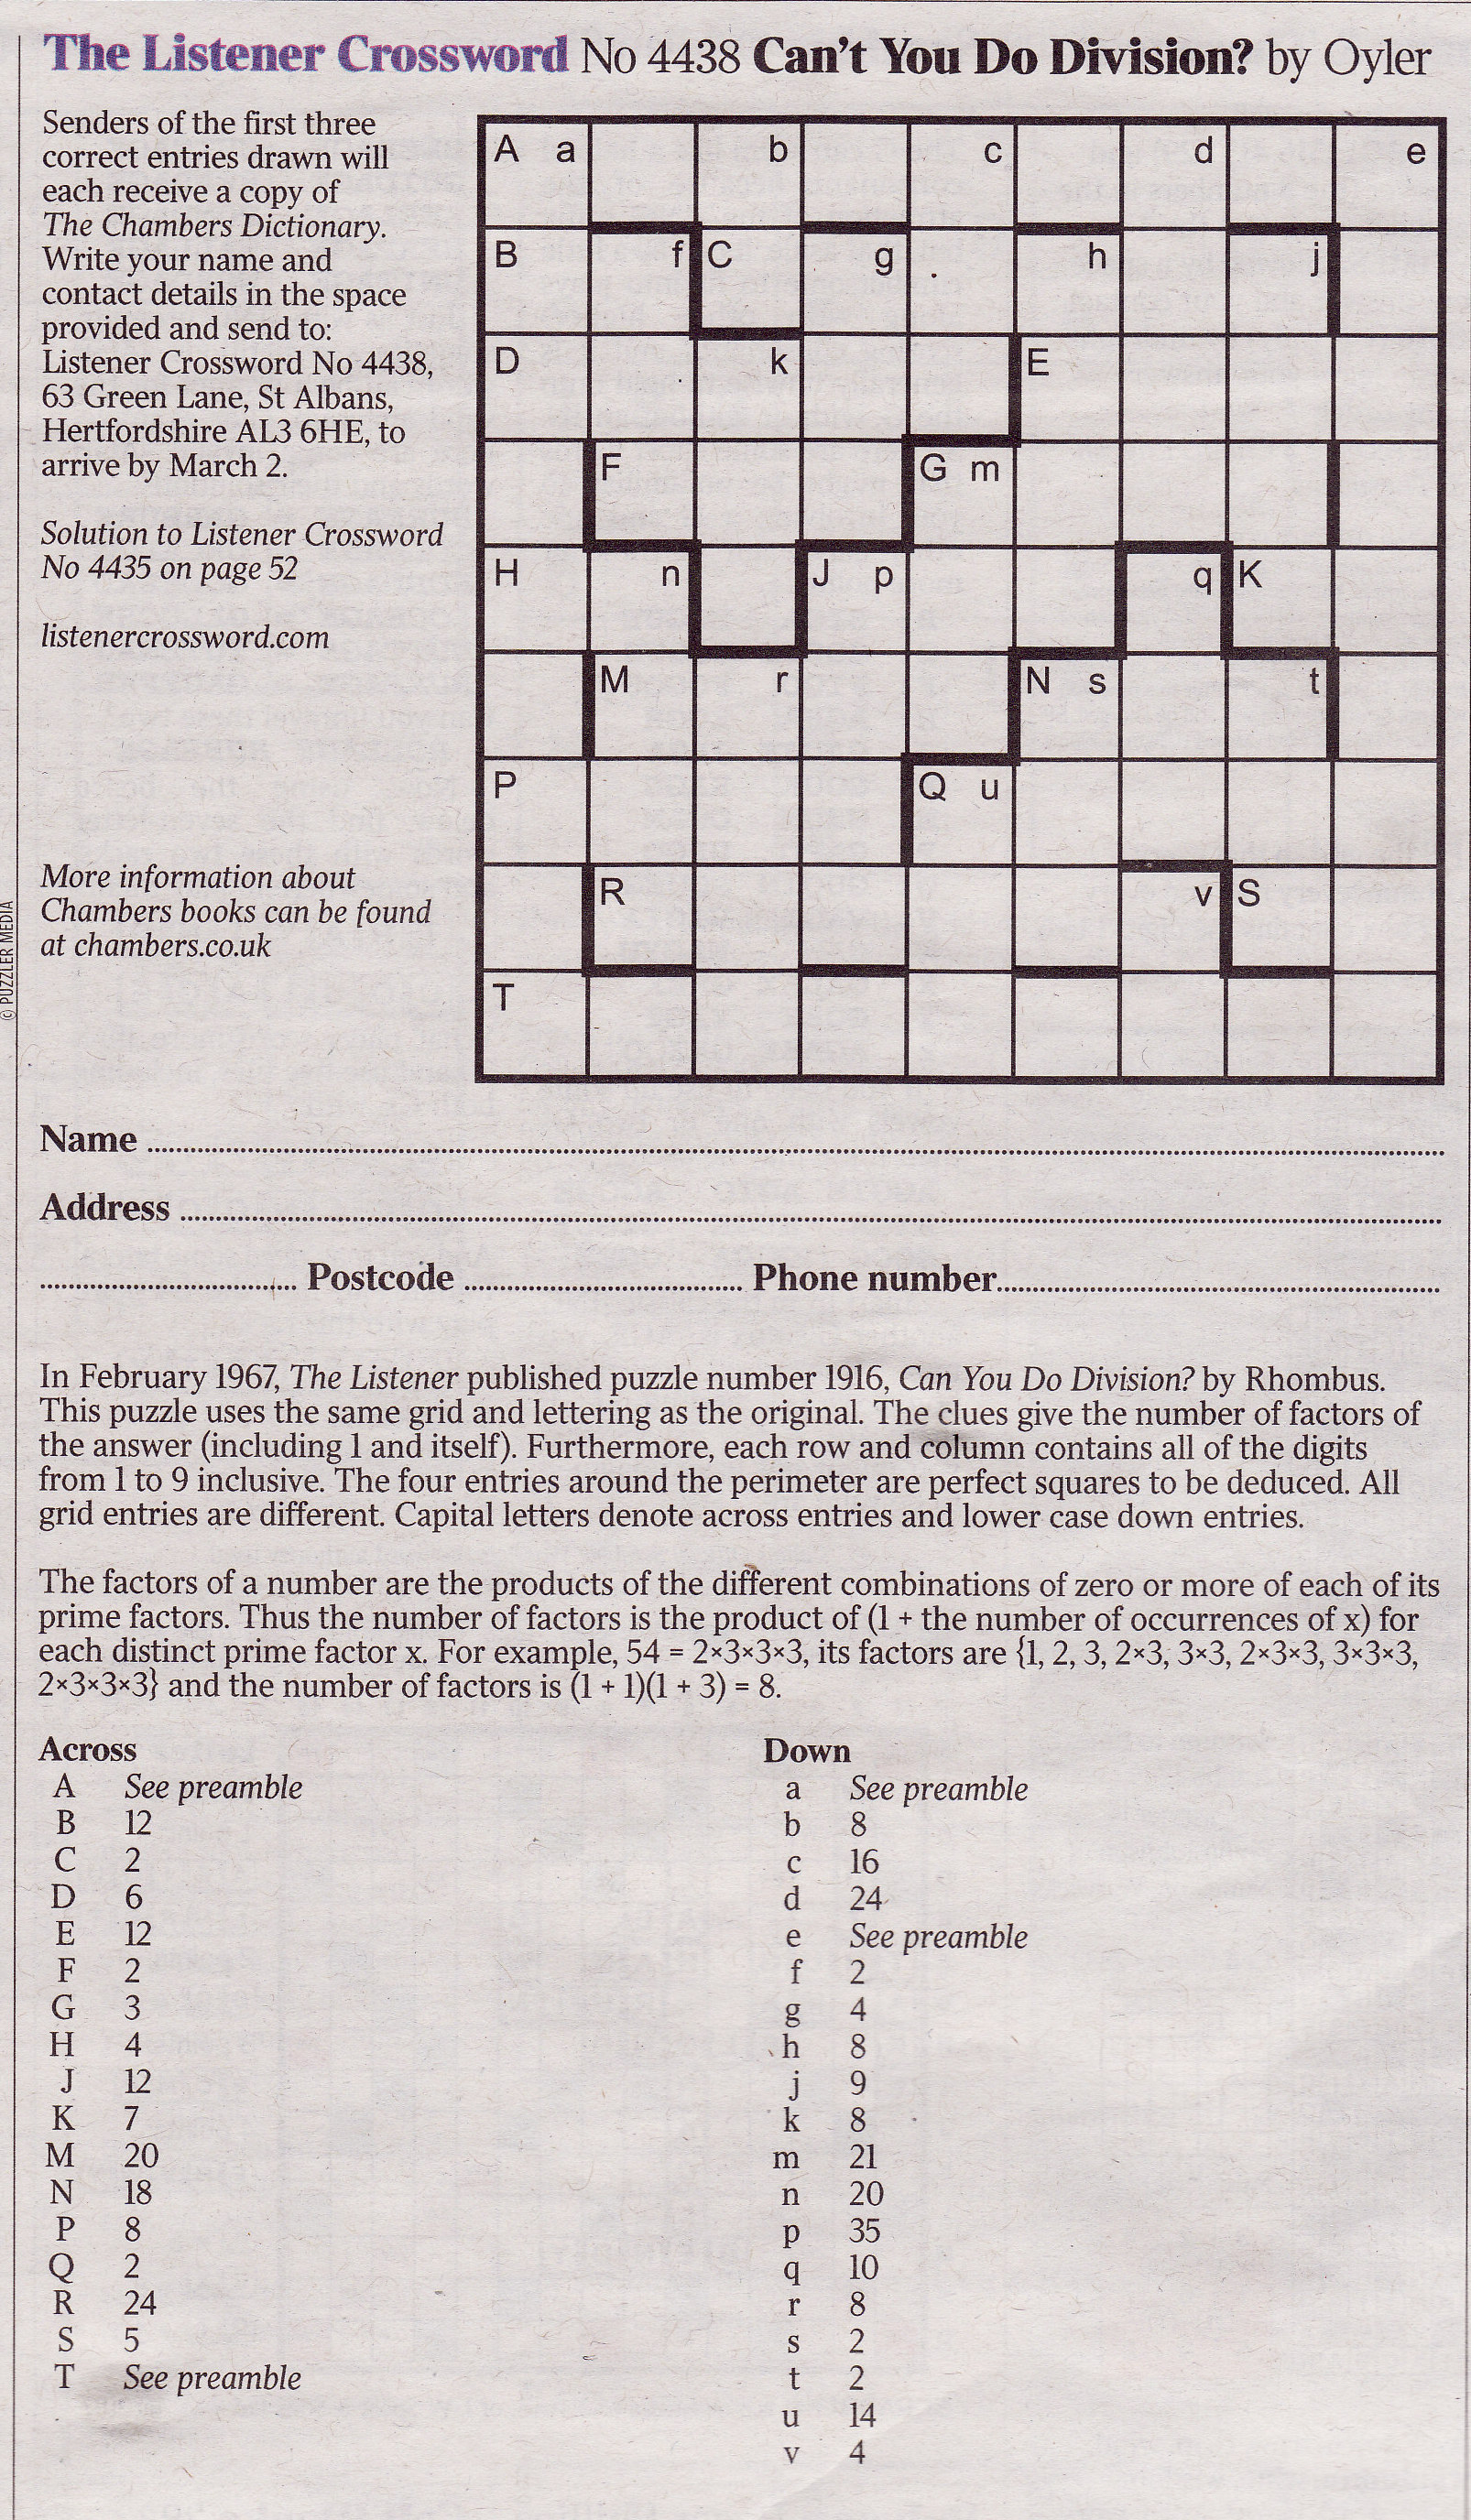 The Listener Crossword No 4438 Can't You Do Division? by Oyler
Senders of the first three
correct entries drawn will
each receive a copy of
The Chambers Dictionary.
Write your name and
contact details in the space
provided and send to:
Listener Crossword No 4438,
63 Green Lane, St Albans,
Hertfordshire AL3 6HE, to
arrive by March 2.
Solution to Listener Crossword
No 4435 on page 52
listenercrossword.com
More information about
Chambers books can be found
at chambers.co.uk
© PUZZLER MEDIA
A a b c d e
B f C g h j
D k E
F G m
H n J p q K
M r N s t
P Q u
R v S
T
Name
Address
Postcode Phone number
In February 1967, The Listener published puzzle number 1916, Can You Do Division? by Rhombus.
This puzzle uses the same grid and lettering as the original. The clues give the number of factors of
the answer (including 1 and itself). Furthermore, each row and column contains all of the digits
from 1 to 9 inclusive. The four entries around the perimeter are perfect squares to be deduced. All
grid entries are different. Capital letters denote across entries and lower case down entries.
The factors of a number are the products of the different combinations of zero or more of each of its
prime factors. Thus the number of factors is the product of (1 + the number of occurrences of x) for
each distinct prime factor x. For example, 54 = 2×3×3×3, its factors are {1, 2, 3, 2×3, 3×3, 2×3×3, 3×3×3,
2×3×3×3} and the number of factors is (1 + 1)(1 + 3) = 8.
Across
A See preamble
B 12
C 2
D 6
E 12
F 2
G 3
H 4
J 12
K 7
M 20
N 18
P 8
Q 2
R 24
S 5
T See preamble
Down
a See preamble
b 8
c 16
d 24
e See preamble
f 2
g 4
h 8
j 9
k 8
m 21
n 20
p 35
q 10
r 8
s 2
t 2
u 14
v 4